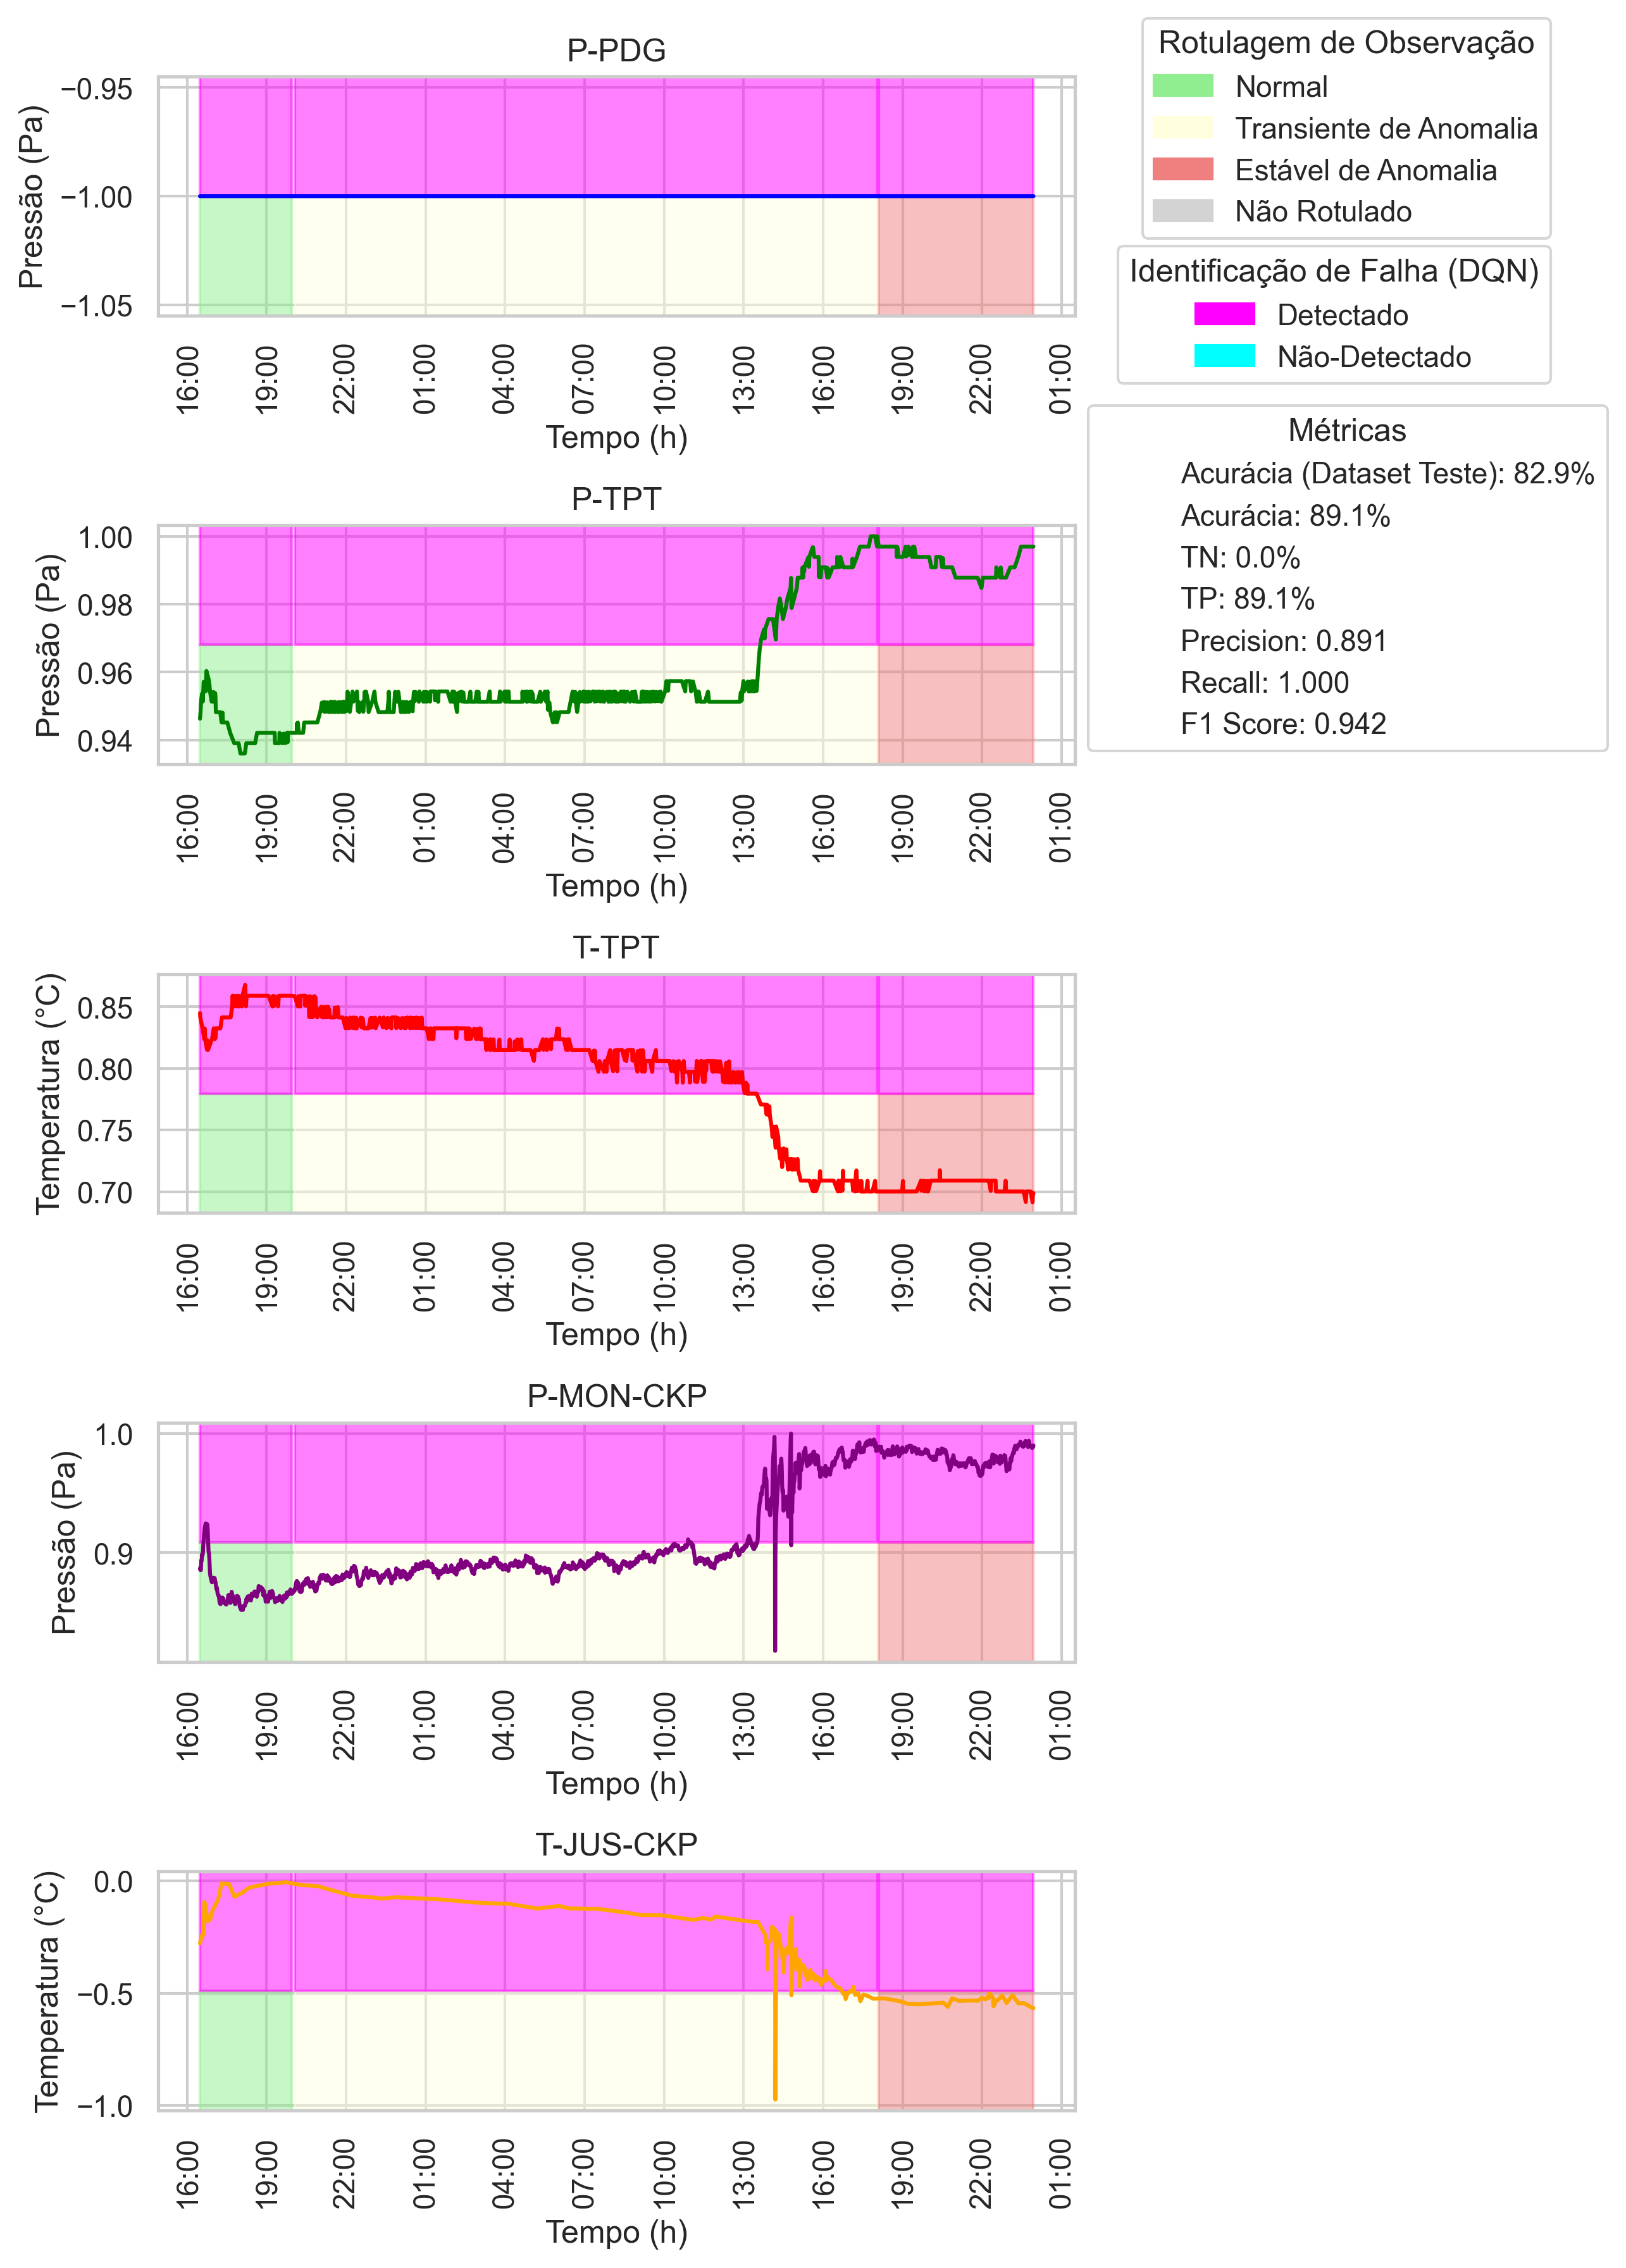 P-PDG
Pressão (Pa)
−0.95
−1.00
−1.05
16:00
19:00
22:00
01:00
04:00
07:00
10:00
13:00
16:00
19:00
22:00
01:00
Tempo (h)
Rotulagem de Observação
Normal
Transiente de Anomalia
Estável de Anomalia
Não Rotulado
Identificação de Falha (DQN)
Detectado
Não-Detectado
Métricas
Acurácia (Dataset Teste): 82.9%
Acurácia: 89.1%
TN: 0.0%
TP: 89.1%
Precision: 0.891
Recall: 1.000
F1 Score: 0.942
P-TPT
Pressão (Pa)
1.00
0.98
0.96
0.94
16:00
19:00
22:00
01:00
04:00
07:00
10:00
13:00
16:00
19:00
22:00
01:00
Tempo (h)
T-TPT
Temperatura (°C)
0.85
0.80
0.75
0.70
16:00
19:00
22:00
01:00
04:00
07:00
10:00
13:00
16:00
19:00
22:00
01:00
Tempo (h)
P-MON-CKP
Pressão (Pa)
1.0
0.9
16:00
19:00
22:00
01:00
04:00
07:00
10:00
13:00
16:00
19:00
22:00
01:00
Tempo (h)
T-JUS-CKP
Temperatura (°C)
0.0
−0.5
−1.0
16:00
19:00
22:00
01:00
04:00
07:00
10:00
13:00
16:00
19:00
22:00
01:00
Tempo (h)